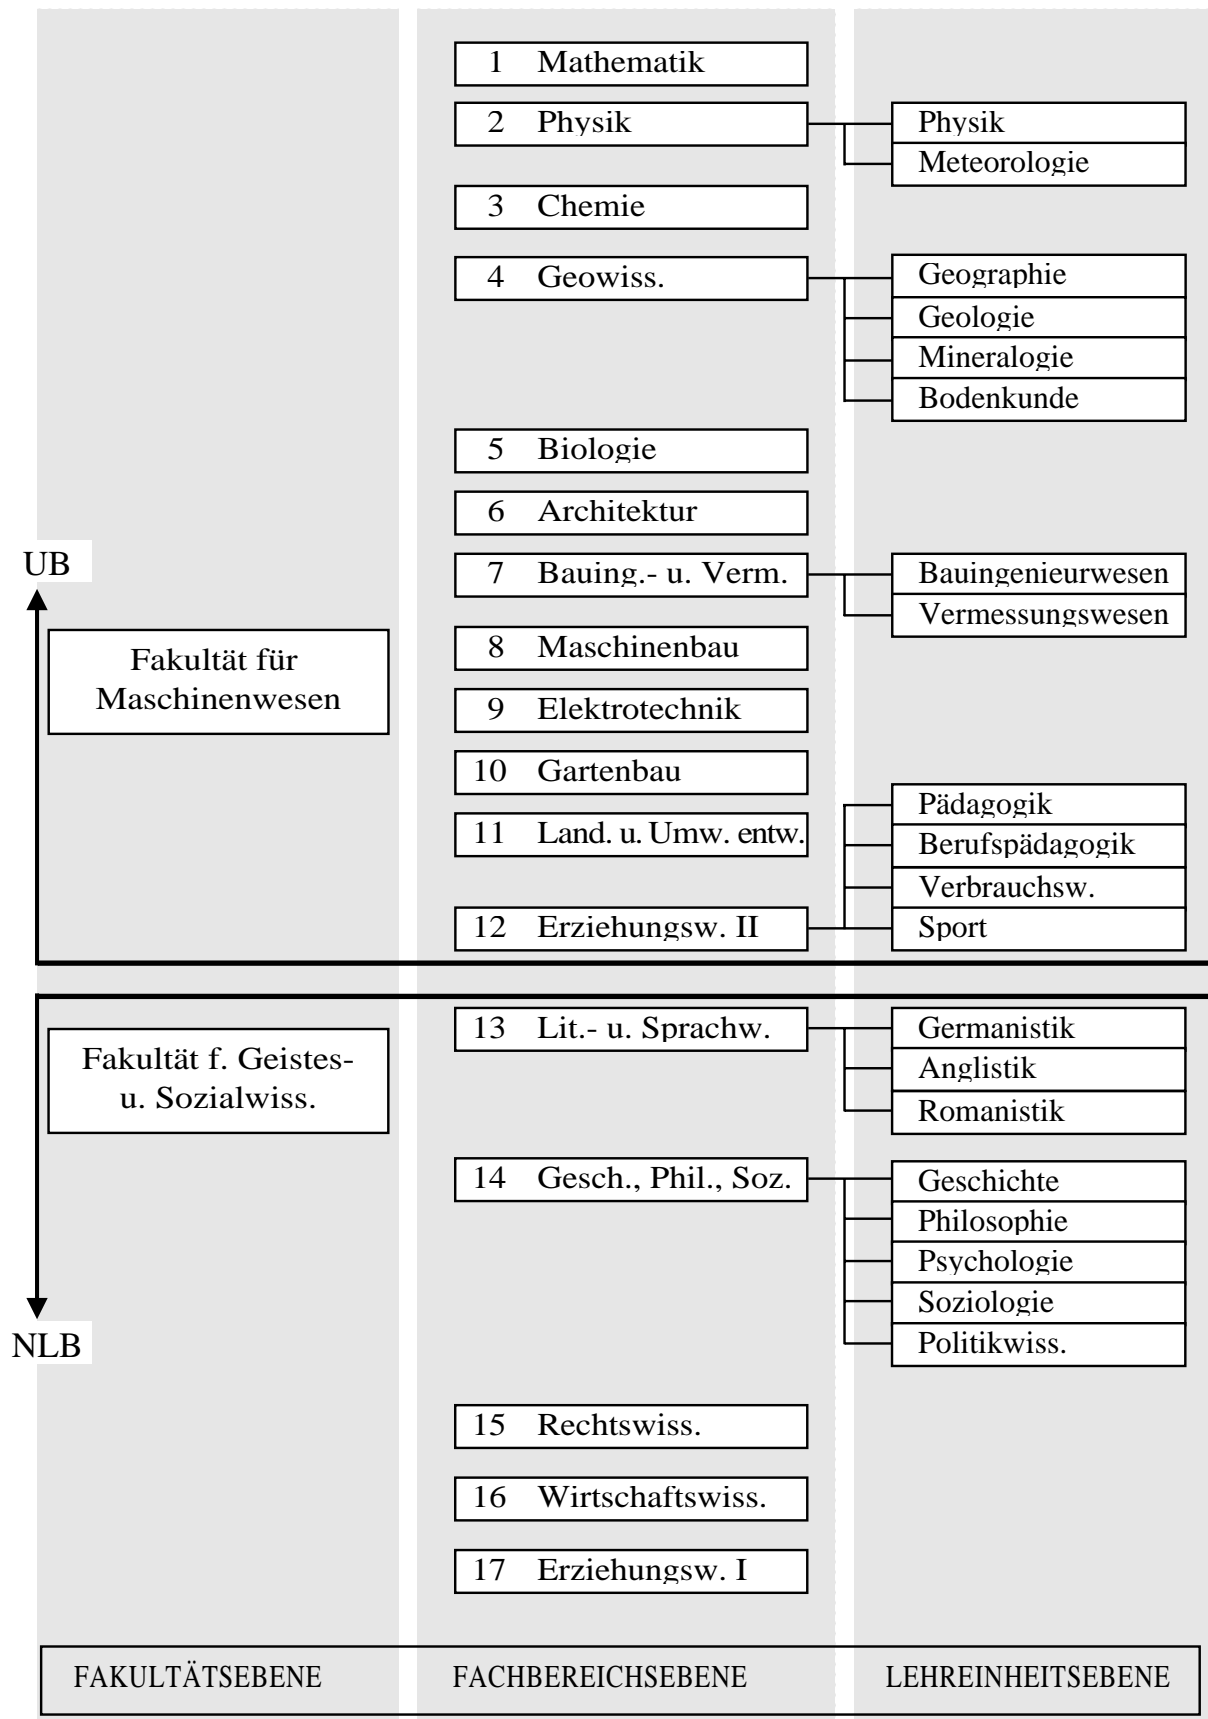 1 Mathematik
2 Physik
Physik
Meteorologie
3 Chemie
4 Geowiss.
Geographie
Geologie
Mineralogie
Bodenkunde
5 Biologie
6 Architektur
UB
7 Bauing.- u. Verm.
Bauingenieurwesen
Vermessungswesen
Fakultät für
Maschinenwesen
8 Maschinenbau
9 Elektrotechnik
10 Gartenbau
11 Land. u. Umw. entw.
Pädagogik
Berufspädagogik
Verbrauchsw.
12 Erziehungsw. II
Sport
Fakultät f. Geistes-
u. Sozialwiss.
13 Lit.- u. Sprachw.
Germanistik
Anglistik
Romanistik
14 Gesch., Phil., Soz.
Geschichte
Philosophie
Psychologie
Soziologie
Politikwiss.
NLB
15 Rechtswiss.
16 Wirtschaftswiss.
17 Erziehungsw. I
FAKULTÄTSEBENE FACHBEREICHSEBENE LEHREINHEITSEBENE